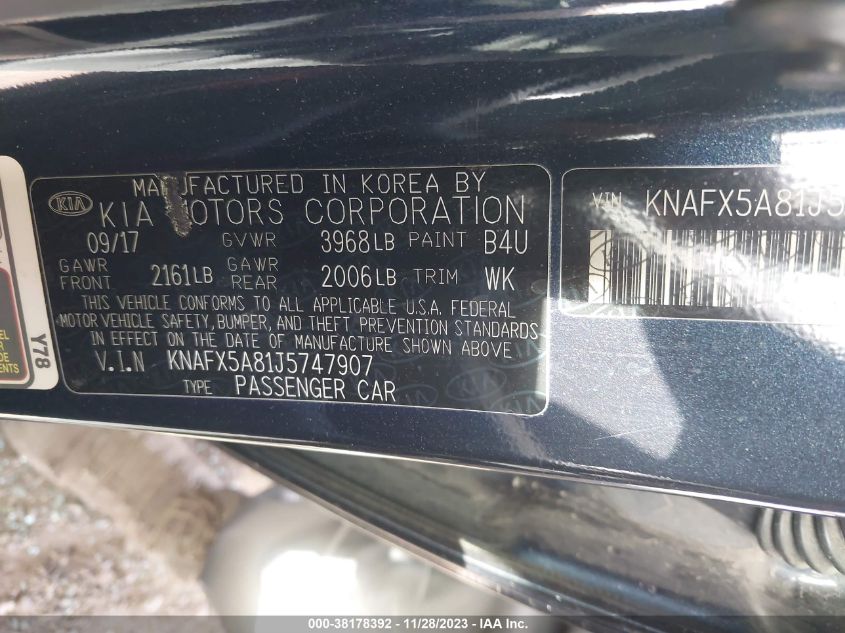 MANUFACTURED IN KOREA BY
KIA KIA MOTORS CORPORATION
09/17 GVWR 3968LB PAINT B4U
GAWR FRONT 2161LB GAWR REAR 2006LB TRIM WK
THIS VEHICLE CONFORMS TO ALL APPLICABLE U.S.A. FEDERAL
MOTOR VEHICLE SAFETY, BUMPER, AND THEFT PREVENTION STANDARDS
IN EFFECT ON THE DATE OF MANUFACTURE SHOWN ABOVE
V.I.N KNAFX5A81J5747907
TYPE PASSENGER CAR
VIN KNAFX5A81J5
Y78
000-38178392 - 11/28/2023 - IAA Inc.